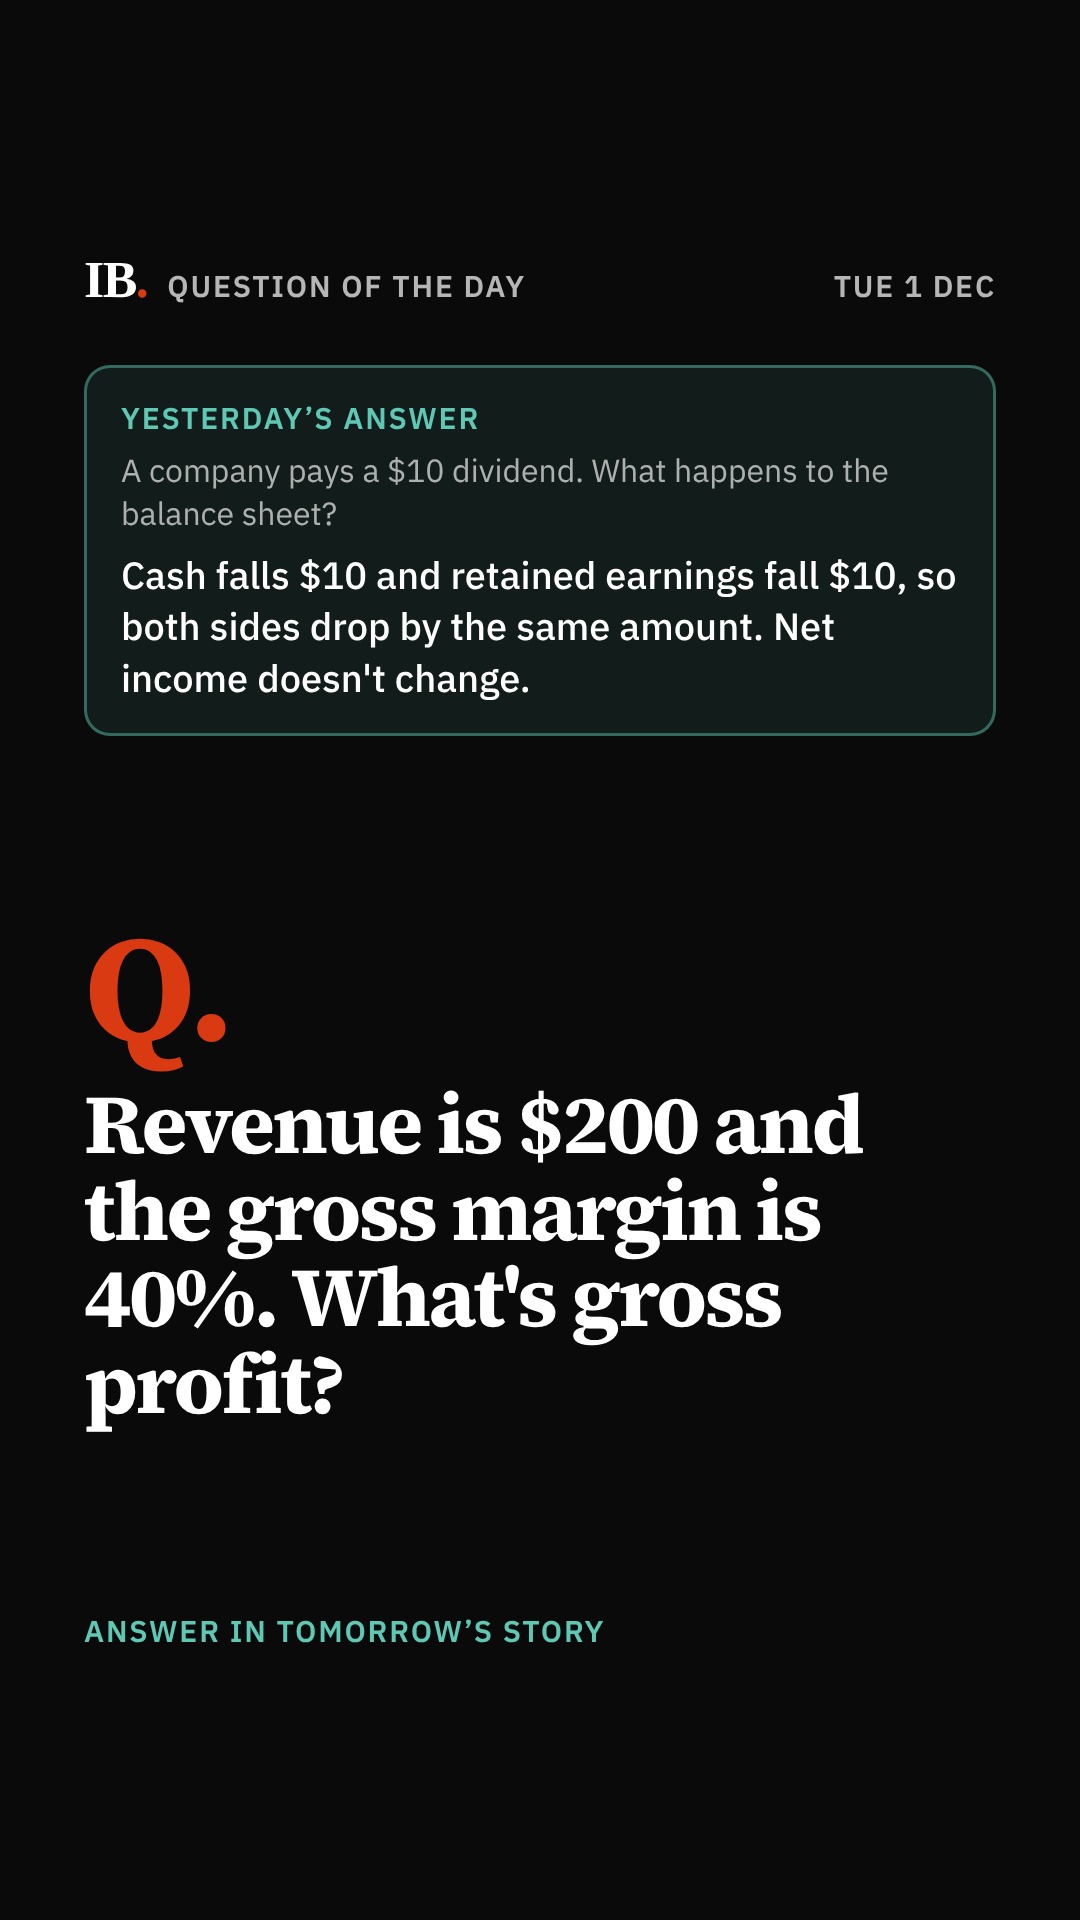 IB. QUESTION OF THE DAY
TUE 1 DEC
YESTERDAY’S ANSWER
A company pays a $10 dividend. What happens to the
balance sheet?
Cash falls $10 and retained earnings fall $10, so
both sides drop by the same amount. Net
income doesn't change.
Q.
Revenue is $200 and
the gross margin is
40%. What's gross
profit?
ANSWER IN TOMORROW’S STORY